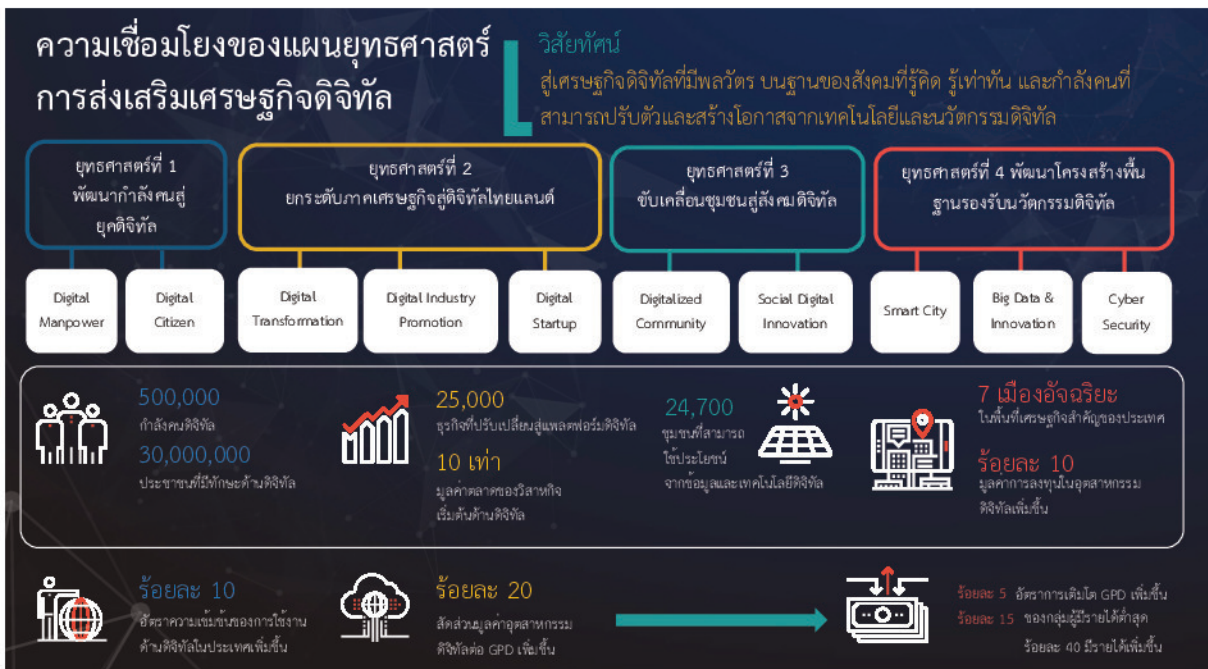 ความเชื่อมโยงของแผนยุทธศาสตร์
การส่งเสริมเศรษฐกิจดิจิทัล
วิสัยทัศน์
สู่เศรษฐกิจดิจิทัลที่มีพลวัตร บนฐานของสังคมที่รู้คิด รู้เท่าทัน และกำลังคนที่
สามารถปรับตัวและสร้างโอกาสจากเทคโนโลยีและนวัตกรรมดิจิทัล
ยุทธศาสตร์ที่ 1
พัฒนากำลังคนสู่
ยุคดิจิทัล
ยุทธศาสตร์ที่ 2
ยกระดับภาคเศรษฐกิจสู่ดิจิทัลไทยแลนด์
ยุทธศาสตร์ที่ 3
ขับเคลื่อนชุมชนสู่สังคมดิจิทัล
ยุทธศาสตร์ที่ 4 พัฒนาโครงสร้างพื้น
ฐานรองรับนวัตกรรมดิจิทัล
Digital
Manpower
Digital
Citizen
Digital
Transformation
Digital Industry
Promotion
Digital
Startup
Digitalized
Community
Social Digital
Innovation
Smart City
Big Data &
Innovation
Cyber
Security
500,000
กำลังคนดิจิทัล
30,000,000
ประชาชนที่มีทักษะด้านดิจิทัล
25,000
ธุรกิจที่ปรับเปลี่ยนสู่แพลตฟอร์มดิจิทัล
10 เท่า
มูลค่าตลาดของวิสาหกิจ
เริ่มต้นด้านดิจิทัล
24,700
ชุมชนที่สามารถ
ใช้ประโยชน์
จากข้อมูลและเทคโนโลยีดิจิทัล
7 เมืองอัจฉริยะ
ในพื้นที่เศรษฐกิจสำคัญของประเทศ
ร้อยละ 10
มูลค่าการลงทุนในอุตสาหกรรม
ดิจิทัลเพิ่มขึ้น
ร้อยละ 10
อัตราความเข้มข้นของการใช้งาน
ด้านดิจิทัลในประเทศเพิ่มขึ้น
ร้อยละ 20
สัดส่วนมูลค่าอุตสาหกรรม
ดิจิทัลต่อ GPD เพิ่มขึ้น
ร้อยละ 5 อัตราการเติบโต GPD เพิ่มขึ้น
ร้อยละ 15 ของกลุ่มผู้มีรายได้ต่ำสุด
ร้อยละ 40 มีรายได้เพิ่มขึ้น